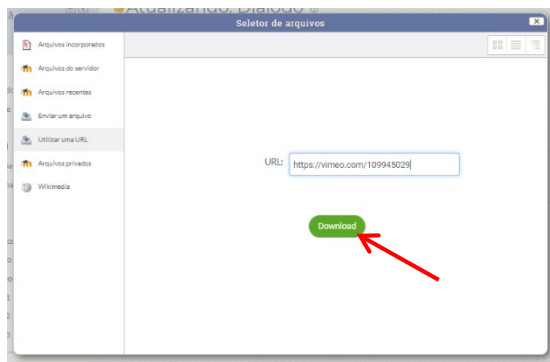 Atualizando: Diálogo
Seletor de arquivos
Arquivos incorporados
Arquivos do servidor
Arquivos recentes
Enviar um arquivo
Utilizar uma URL
Arquivos privados
Wikimedia
URL: https://vimeo.com/109945029
Download